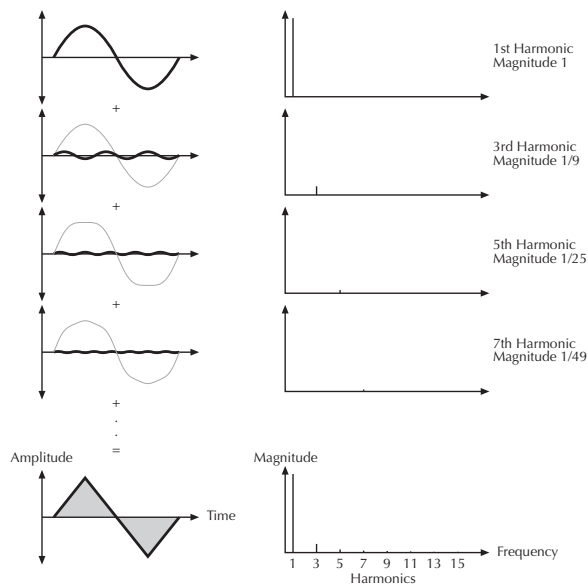 1st Harmonic
Magnitude 1
+
3rd Harmonic
Magnitude 1/9
+
5th Harmonic
Magnitude 1/25
+
7th Harmonic
Magnitude 1/49
+
.
.
=
Amplitude
Magnitude
Time
Frequency
1 3 5 7 9 11 13 15
Harmonics